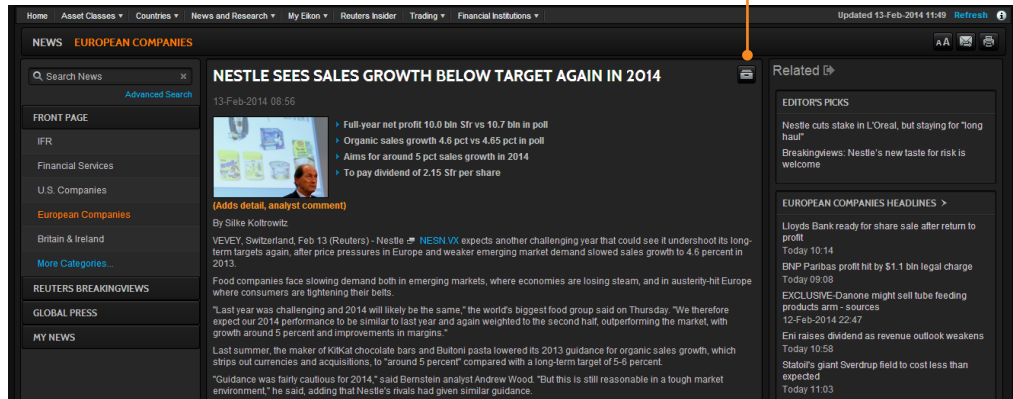 Home Asset Classes ▾ Countries ▾ News and Research ▾ My Eikon ▾ Reuters Insider Trading ▾ Financial Institutions ▾ Updated 13-Feb-2014 11:49 Refresh
NEWS EUROPEAN COMPANIES
AA
Search News ×
Advanced Search
FRONT PAGE
IFR
Financial Services
U.S. Companies
European Companies
Britain & Ireland
More Categories...
REUTERS BREAKINGVIEWS
GLOBAL PRESS
MY NEWS
NESTLE SEES SALES GROWTH BELOW TARGET AGAIN IN 2014
13-Feb-2014 08:56
Full-year net profit 10.0 bln Sfr vs 10.7 bln in poll
Organic sales growth 4.6 pct vs 4.65 pct in poll
Aims for around 5 pct sales growth in 2014
To pay dividend of 2.15 Sfr per share
(Adds detail, analyst comment)
By Silke Koltrowitz
VEVEY, Switzerland, Feb 13 (Reuters) - Nestle NESN.VX expects another challenging year that could see it undershoot its long-
term targets again, after price pressures in Europe and weaker emerging market demand slowed sales growth to 4.6 percent in
2013.
Food companies face slowing demand both in emerging markets, where economies are losing steam, and in austerity-hit Europe
where consumers are tightening their belts.
"Last year was challenging and 2014 will likely be the same," the world's biggest food group said on Thursday. "We therefore
expect our 2014 performance to be similar to last year and again weighted to the second half, outperforming the market, with
growth around 5 percent and improvements in margins."
Last summer, the maker of KitKat chocolate bars and Buitoni pasta lowered its 2013 guidance for organic sales growth, which
strips out currencies and acquisitions, to "around 5 percent" compared with a long-term target of 5-6 percent.
"Guidance was fairly cautious for 2014," said Bernstein analyst Andrew Wood. "But this is still reasonable in a tough market
environment," he said, adding that Nestle's rivals had given similar guidance.
Related
EDITOR'S PICKS
Nestle cuts stake in L'Oreal, but staying for "long
haul"
Breakingviews: Nestle's new taste for risk is
welcome
EUROPEAN COMPANIES HEADLINES >
Lloyds Bank ready for share sale after return to
profit
Today 10:14
BNP Paribas profit hit by $1.1 bln legal charge
Today 09:08
EXCLUSIVE-Danone might sell tube feeding
products arm - sources
12-Feb-2014 22:47
Eni raises dividend as revenue outlook weakens
Today 10:58
Statoil's giant Sverdrup field to cost less than
expected
Today 11:03